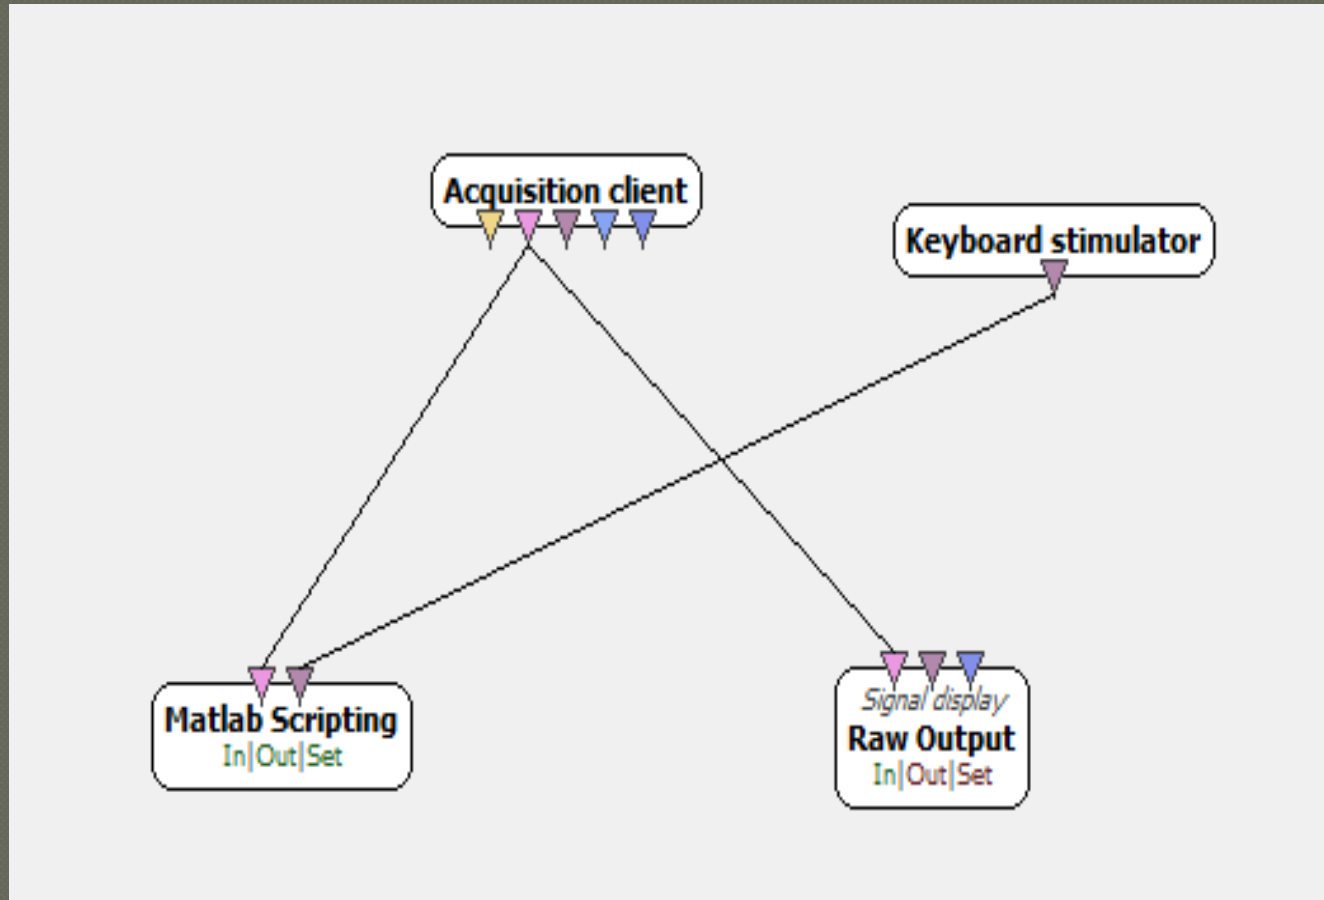 Acquisition client
Keyboard stimulator
Matlab Scripting
In|Out|Set
Signal display
Raw Output
In|Out|Set